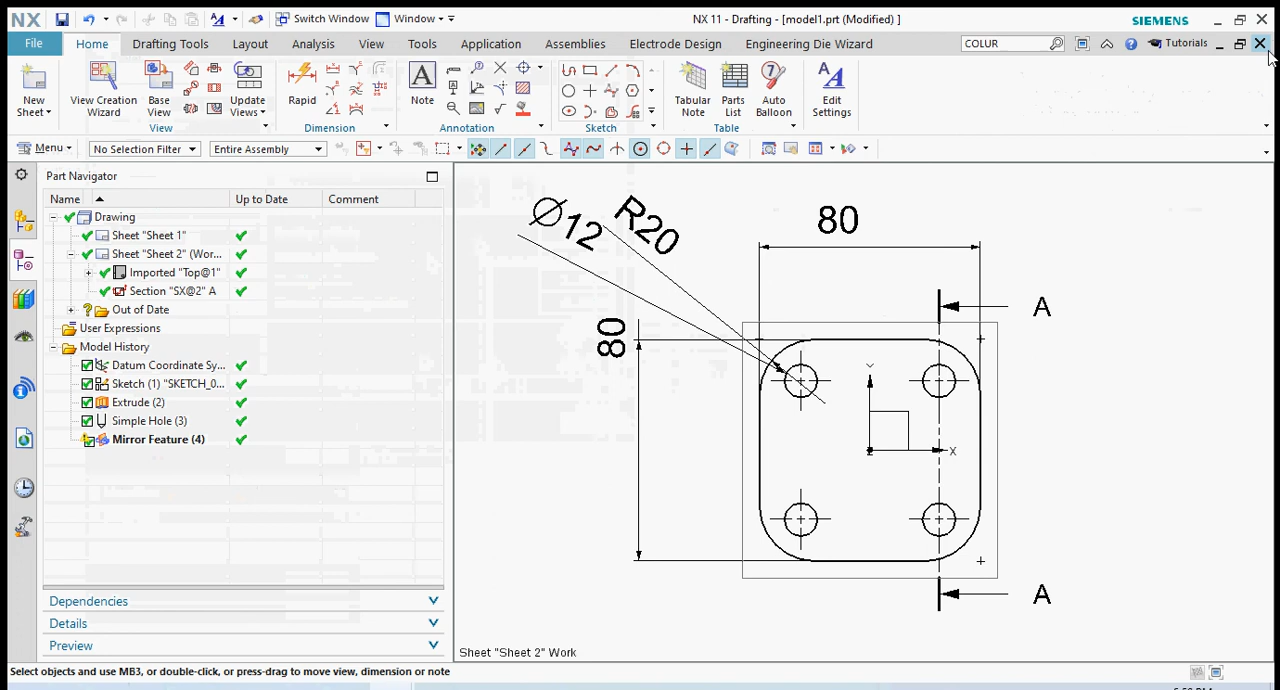 NX Switch Window Window NX 11 - Drafting - [model1.prt (Modified) ] SIEMENS
File Home Drafting Tools Layout Analysis View Tools Application Assemblies Electrode Design Engineering Die Wizard COLUR Tutorials
New Sheet View Creation Wizard Base View Update Views Rapid Note Tabular Note Parts List Auto Balloon Edit Settings
View Dimension Annotation Sketch Table
Menu No Selection Filter Entire Assembly
Part Navigator
Name Up to Date Comment
Drawing
Sheet "Sheet 1"
Sheet "Sheet 2" (Wor...
Imported "Top@1"
Section "SX@2" A
Out of Date
User Expressions
Model History
Datum Coordinate Sy...
Sketch (1) "SKETCH_0...
Extrude (2)
Simple Hole (3)
Mirror Feature (4)
Dependencies
Details
Preview
Ø12
R20
80
A
80
Y
X
Z
A
Sheet "Sheet 2" Work
Select objects and use MB3, or double-click, or press-drag to move view, dimension or note